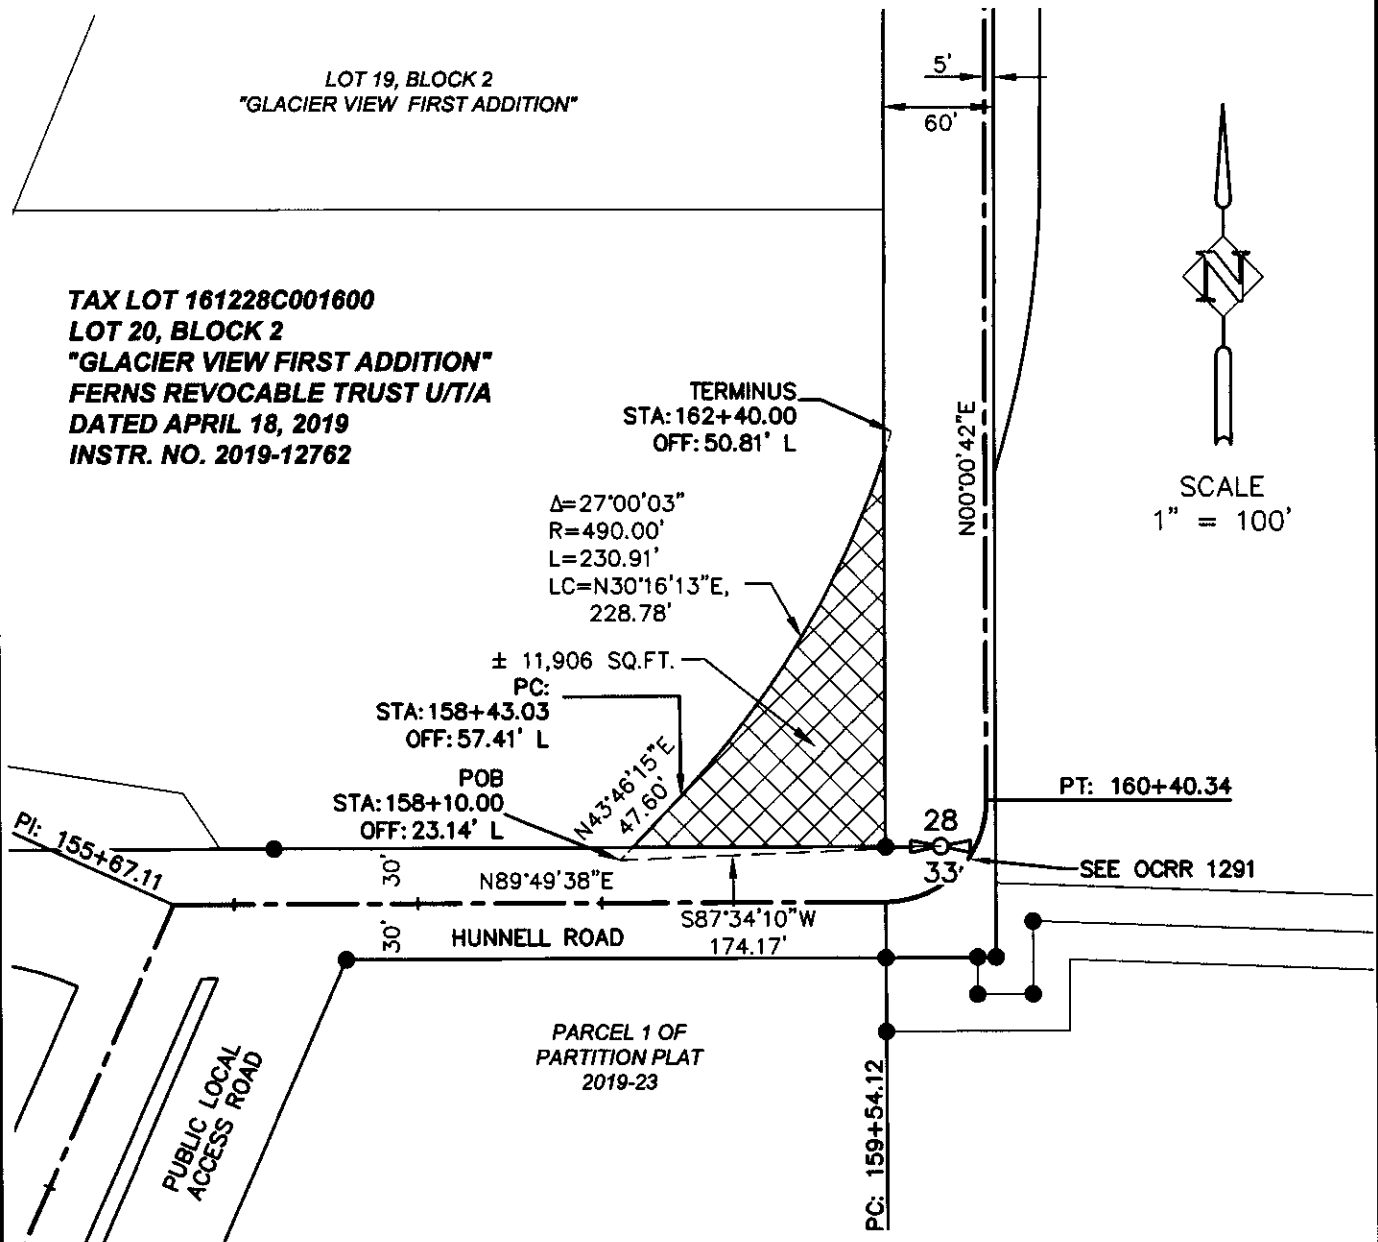 LOT 19, BLOCK 2
"GLACIER VIEW FIRST ADDITION"
5'
60'
N
SCALE
1" = 100'
TAX LOT 161228C001600
LOT 20, BLOCK 2
"GLACIER VIEW FIRST ADDITION"
FERNS REVOCABLE TRUST U/T/A
DATED APRIL 18, 2019
INSTR. NO. 2019-12762
TERMINUS
STA: 162+40.00
OFF: 50.81' L
N00°00'42"E
Δ=27°00'03"
R=490.00'
L=230.91'
LC=N30°16'13"E,
228.78'
± 11,906 SQ.FT.
PC:
STA: 158+43.03
OFF: 57.41' L
N43°46'15"E
47.60'
POB
STA: 158+10.00
OFF: 23.14' L
PT: 160+40.34
28
33'
SEE OCRR 1291
PI: 155+67.11
30'
N89°49'38"E
30'
HUNNELL ROAD
S87°34'10"W
174.17'
PARCEL 1 OF
PARTITION PLAT
2019-23
PUBLIC LOCAL
ACCESS ROAD
PC: 159+54.12